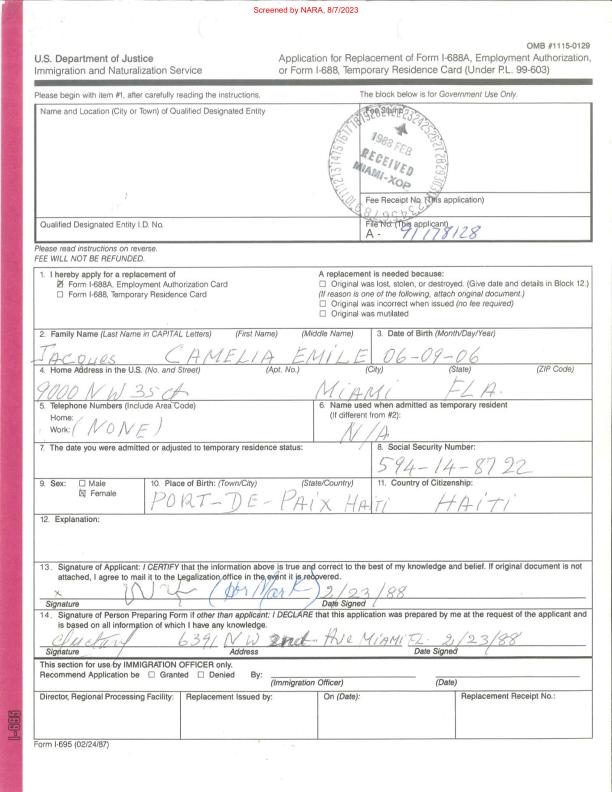 Screened by NARA, 8/7/2023
OMB #1115-0129
U.S. Department of Justice
Immigration and Naturalization Service
Application for Replacement of Form I-688A, Employment Authorization,
or Form I-688, Temporary Residence Card (Under P.L. 99-603)
Please begin with item #1, after carefully reading the instructions.
The block below is for Government Use Only.
Name and Location (City or Town) of Qualified Designated Entity
Fee Stamp
1988 FEB
RECEIVED
MIAMI-XOP
Fee Receipt No. (This application)
Qualified Designated Entity I.D. No.
File No. (This applicant)
A - 91178128
Please read instructions on reverse.
FEE WILL NOT BE REFUNDED.
1. I hereby apply for a replacement of
☒ Form I-688A, Employment Authorization Card
☐ Form I-688, Temporary Residence Card
A replacement is needed because:
☐ Original was lost, stolen, or destroyed. (Give date and details in Block 12.)
(If reason is one of the following, attach original document.)
☐ Original was incorrect when issued (no fee required)
☐ Original was mutilated
2. Family Name (Last Name in CAPITAL Letters) (First Name) (Middle Name)
Jacques CAMELIA EMILE
3. Date of Birth (Month/Day/Year)
06-09-06
4. Home Address in the U.S. (No. and Street) (Apt. No.) (City) (State) (ZIP Code)
9000 NW 35 ct MiAMi FLA.
5. Telephone Numbers (Include Area Code)
Home:
Work: (NONE)
6. Name used when admitted as temporary resident
(If different from #2):
N/A
7. The date you were admitted or adjusted to temporary residence status:
8. Social Security Number:
594-14-8722
9. Sex: ☐ Male
☒ Female
10. Place of Birth: (Town/City) (State/Country)
PORT-DE-PAiX HAiTi
11. Country of Citizenship:
HAiTi
12. Explanation:
13. Signature of Applicant: I CERTIFY that the information above is true and correct to the best of my knowledge and belief. If original document is not
attached, I agree to mail it to the Legalization office in the event it is recovered.
x (Her Mark) 2/23/88
Signature Date Signed
14. Signature of Person Preparing Form if other than applicant: I DECLARE that this application was prepared by me at the request of the applicant and
is based on all information of which I have any knowledge.
6391 NW 2nd Ave MIAMI FL. 2/23/88
Signature Address Date Signed
This section for use by IMMIGRATION OFFICER only.
Recommend Application be ☐ Granted ☐ Denied By:
(Immigration Officer) (Date)
Director, Regional Processing Facility:
Replacement Issued by:
On (Date):
Replacement Receipt No.:
Form I-695 (02/24/87)
I-695